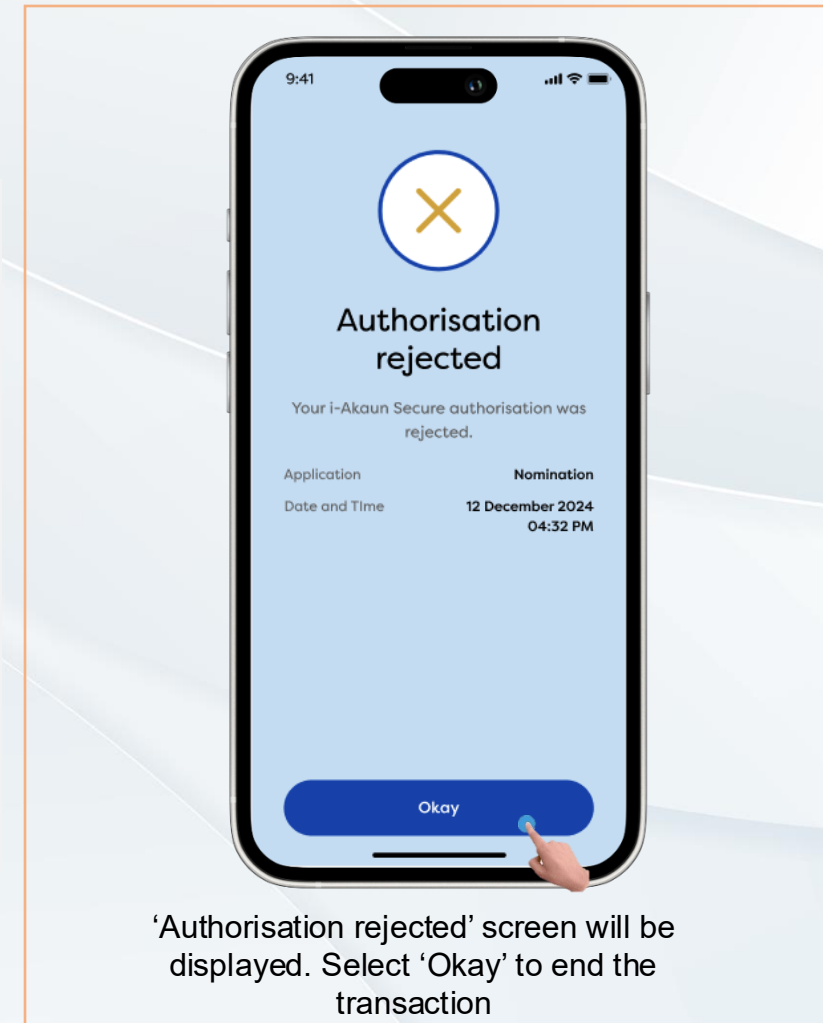 9:41
Authorisation
rejected
Your i-Akaun Secure authorisation was
rejected.
Application Nomination
Date and TIme 12 December 2024
04:32 PM
Okay
‘Authorisation rejected’ screen will be
displayed. Select ‘Okay’ to end the
transaction